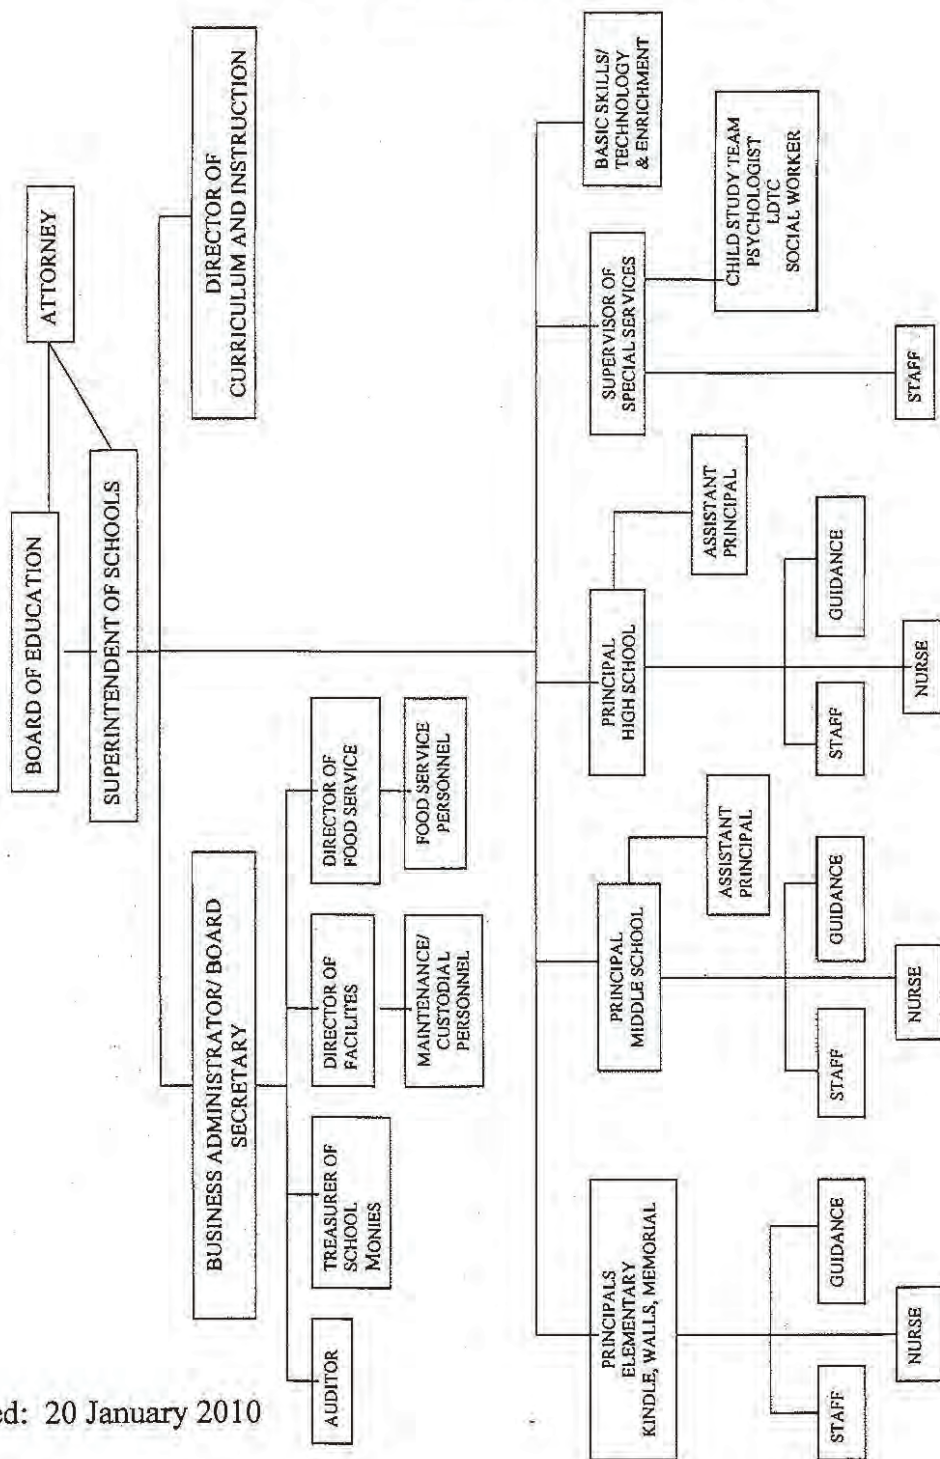 BOARD OF EDUCATION
ATTORNEY
SUPERINTENDENT OF SCHOOLS
BUSINESS ADMINISTRATOR/ BOARD
SECRETARY
DIRECTOR OF
CURRICULUM AND INSTRUCTION
AUDITOR
TREASURER OF
SCHOOL
MONIES
DIRECTOR OF
FACILITES
DIRECTOR OF
FOOD SERVICE
MAINTENANCE/
CUSTODIAL
PERSONNEL
FOOD SERVICE
PERSONNEL
PRINCIPALS
ELEMENTARY
KINDLE, WALLS, MEMORIAL
PRINCIPAL
MIDDLE SCHOOL
PRINCIPAL
HIGH SCHOOL
SUPERVISOR OF
SPECIAL SERVICES
BASIC SKILLS/
TECHNOLOGY
& ENRICHMENT
ASSISTANT
PRINCIPAL
ASSISTANT
PRINCIPAL
CHILD STUDY TEAM
PSYCHOLOGIST
LDTC
SOCIAL WORKER
STAFF
GUIDANCE
STAFF
GUIDANCE
STAFF
GUIDANCE
NURSE
NURSE
NURSE
STAFF
ed: 20 January 2010